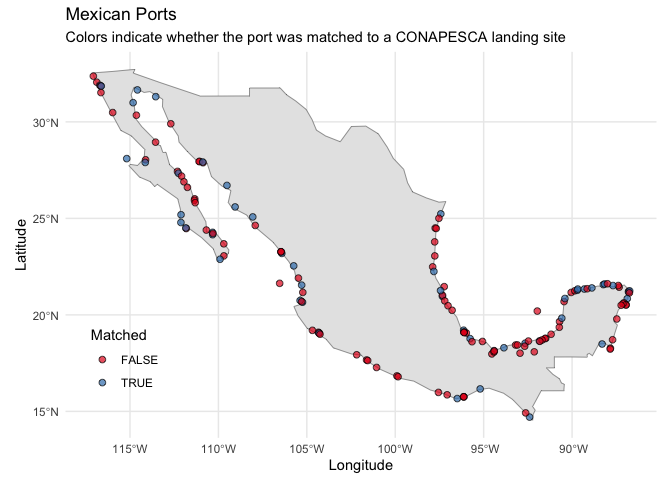 Mexican Ports
Colors indicate whether the port was matched to a CONAPESCA landing site
30°N
25°N
20°N
15°N
Latitude
Matched
FALSE
TRUE
115°W 110°W 105°W 100°W 95°W 90°W
Longitude